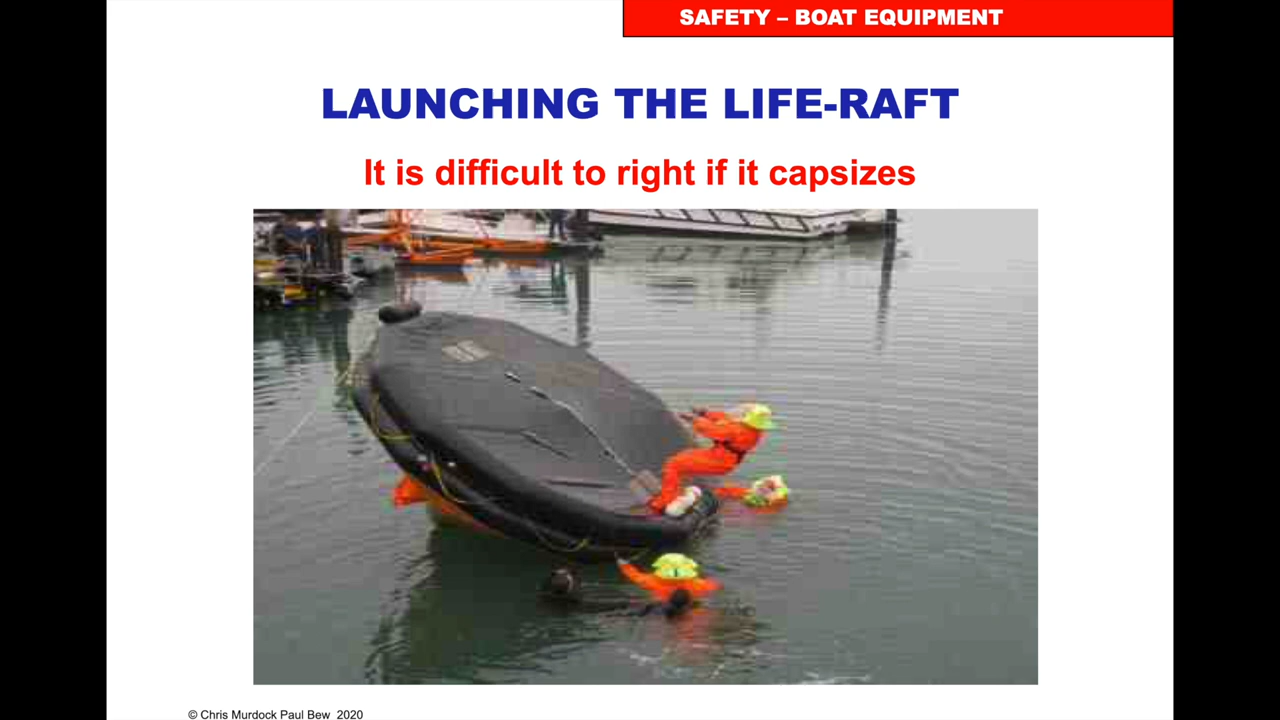 SAFETY – BOAT EQUIPMENT
LAUNCHING THE LIFE-RAFT
It is difficult to right if it capsizes
© Chris Murdock Paul Bew 2020